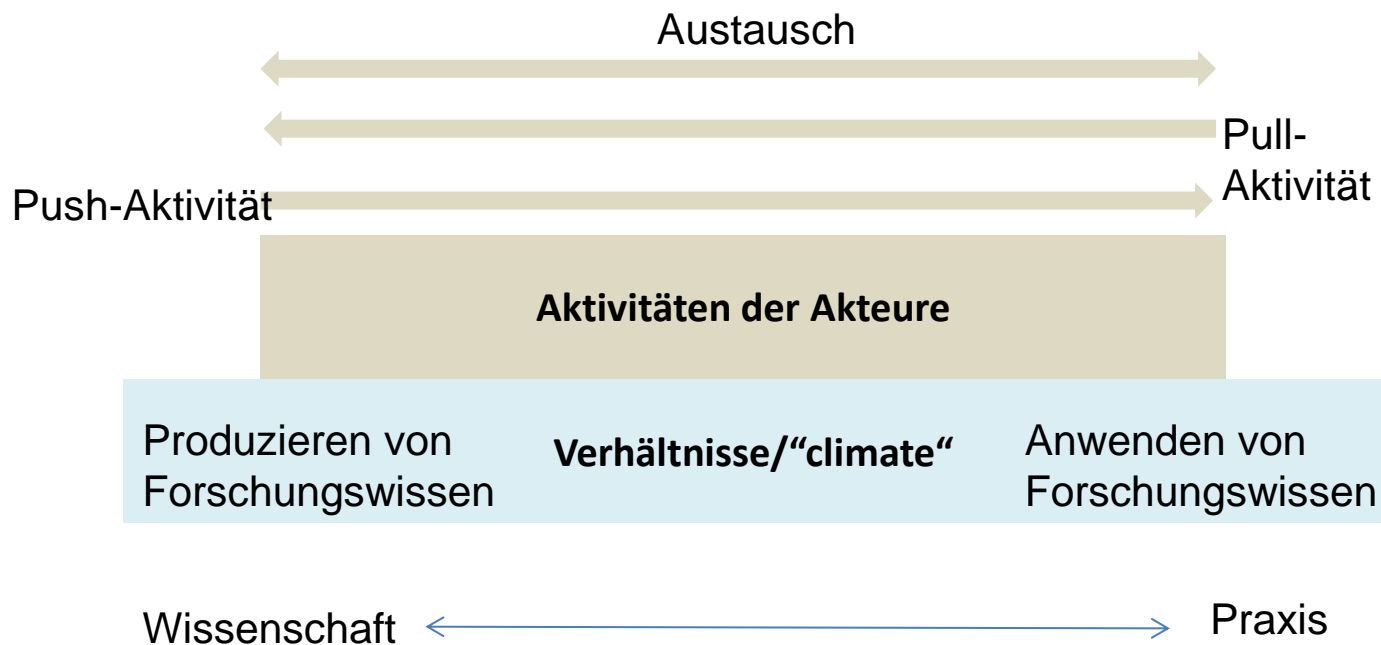 Austausch
Pull-
Aktivität
Push-Aktivität
Aktivitäten der Akteure
Produzieren von
Forschungswissen
Verhältnisse/“climate“
Anwenden von
Forschungswissen
Wissenschaft
Praxis